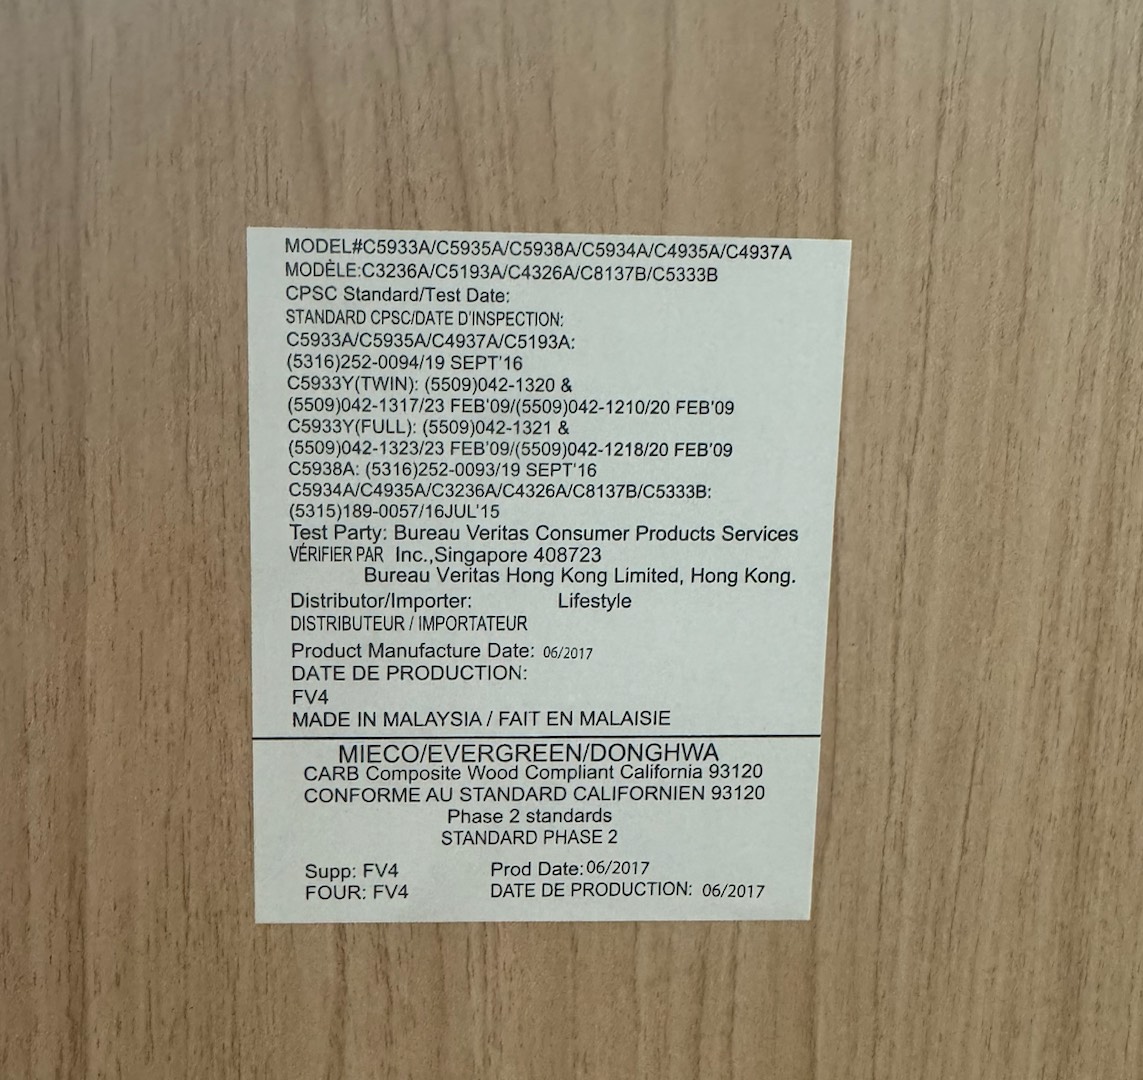 MODEL#C5933A/C5935A/C5938A/C5934A/C4935A/C4937A
MODÈLE:C3236A/C5193A/C4326A/C8137B/C5333B
CPSC Standard/Test Date:
STANDARD CPSC/DATE D'INSPECTION:
C5933A/C5935A/C4937A/C5193A:
(5316)252-0094/19 SEPT'16
C5933Y(TWIN): (5509)042-1320 &
(5509)042-1317/23 FEB'09/(5509)042-1210/20 FEB'09
C5933Y(FULL): (5509)042-1321 &
(5509)042-1323/23 FEB'09/(5509)042-1218/20 FEB'09
C5938A: (5316)252-0093/19 SEPT'16
C5934A/C4935A/C3236A/C4326A/C8137B/C5333B:
(5315)189-0057/16JUL'15
Test Party: Bureau Veritas Consumer Products Services
VÉRIFIER PAR Inc.,Singapore 408723
Bureau Veritas Hong Kong Limited, Hong Kong.
Distributor/Importer: Lifestyle
DISTRIBUTEUR / IMPORTATEUR
Product Manufacture Date: 06/2017
DATE DE PRODUCTION:
FV4
MADE IN MALAYSIA / FAIT EN MALAISIE
MIECO/EVERGREEN/DONGHWA
CARB Composite Wood Compliant California 93120
CONFORME AU STANDARD CALIFORNIEN 93120
Phase 2 standards
STANDARD PHASE 2
Supp: FV4 Prod Date: 06/2017
FOUR: FV4 DATE DE PRODUCTION: 06/2017